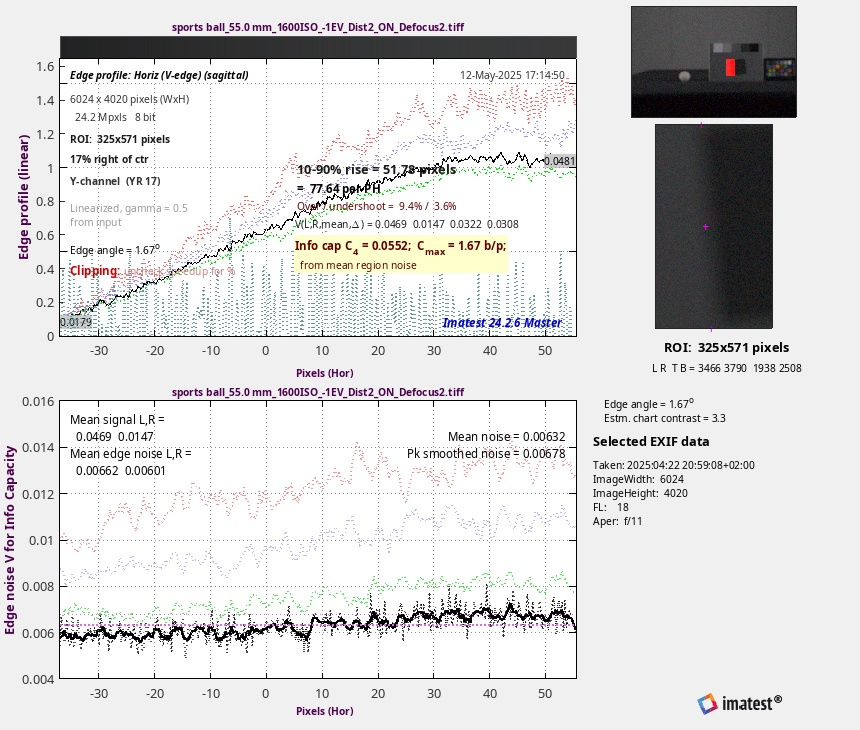 sports ball_55.0 mm_1600ISO_-1EV_Dist2_ON_Defocus2.tiff
Edge profile: Horiz (V-edge) (sagittal)
12-May-2025 17:14:50
6024 x 4020 pixels (WxH)
24.2 Mpxls 8 bit
ROI: 325x571 pixels
17% right of ctr
Y-channel (YR 17)
Linearized, gamma = 0.5
from input
Edge angle = 1.67°
Clipping: uncheck speedup for %
10-90% rise = 51.78 pixels
= 77.64 per PH
Over / undershoot = 9.4% / 3.6%
V(L,R,mean,Δ) = 0.0469 0.0147 0.0322 0.0308
Info cap C4 = 0.0552; Cmax = 1.67 b/p;
from mean region noise
0.0481
0.0179
Imatest 24.2.6 Master
Edge profile (linear)
1.6
1.4
1.2
1
0.8
0.6
0.4
0.2
0
-30 -20 -10 0 10 20 30 40 50
Pixels (Hor)
sports ball_55.0 mm_1600ISO_-1EV_Dist2_ON_Defocus2.tiff
Mean signal L,R =
0.0469 0.0147
Mean edge noise L,R =
0.00662 0.00601
Mean noise = 0.00632
Pk smoothed noise = 0.00678
Edge noise V for Info Capacity
0.016
0.014
0.012
0.01
0.008
0.006
0.004
-30 -20 -10 0 10 20 30 40 50
Pixels (Hor)
ROI: 325x571 pixels
L R T B = 3466 3790 1938 2508
Edge angle = 1.67°
Estm. chart contrast = 3.3
Selected EXIF data
Taken: 2025:04:22 20:59:08+02:00
ImageWidth: 6024
ImageHeight: 4020
FL: 18
Aper: f/11
imatest®